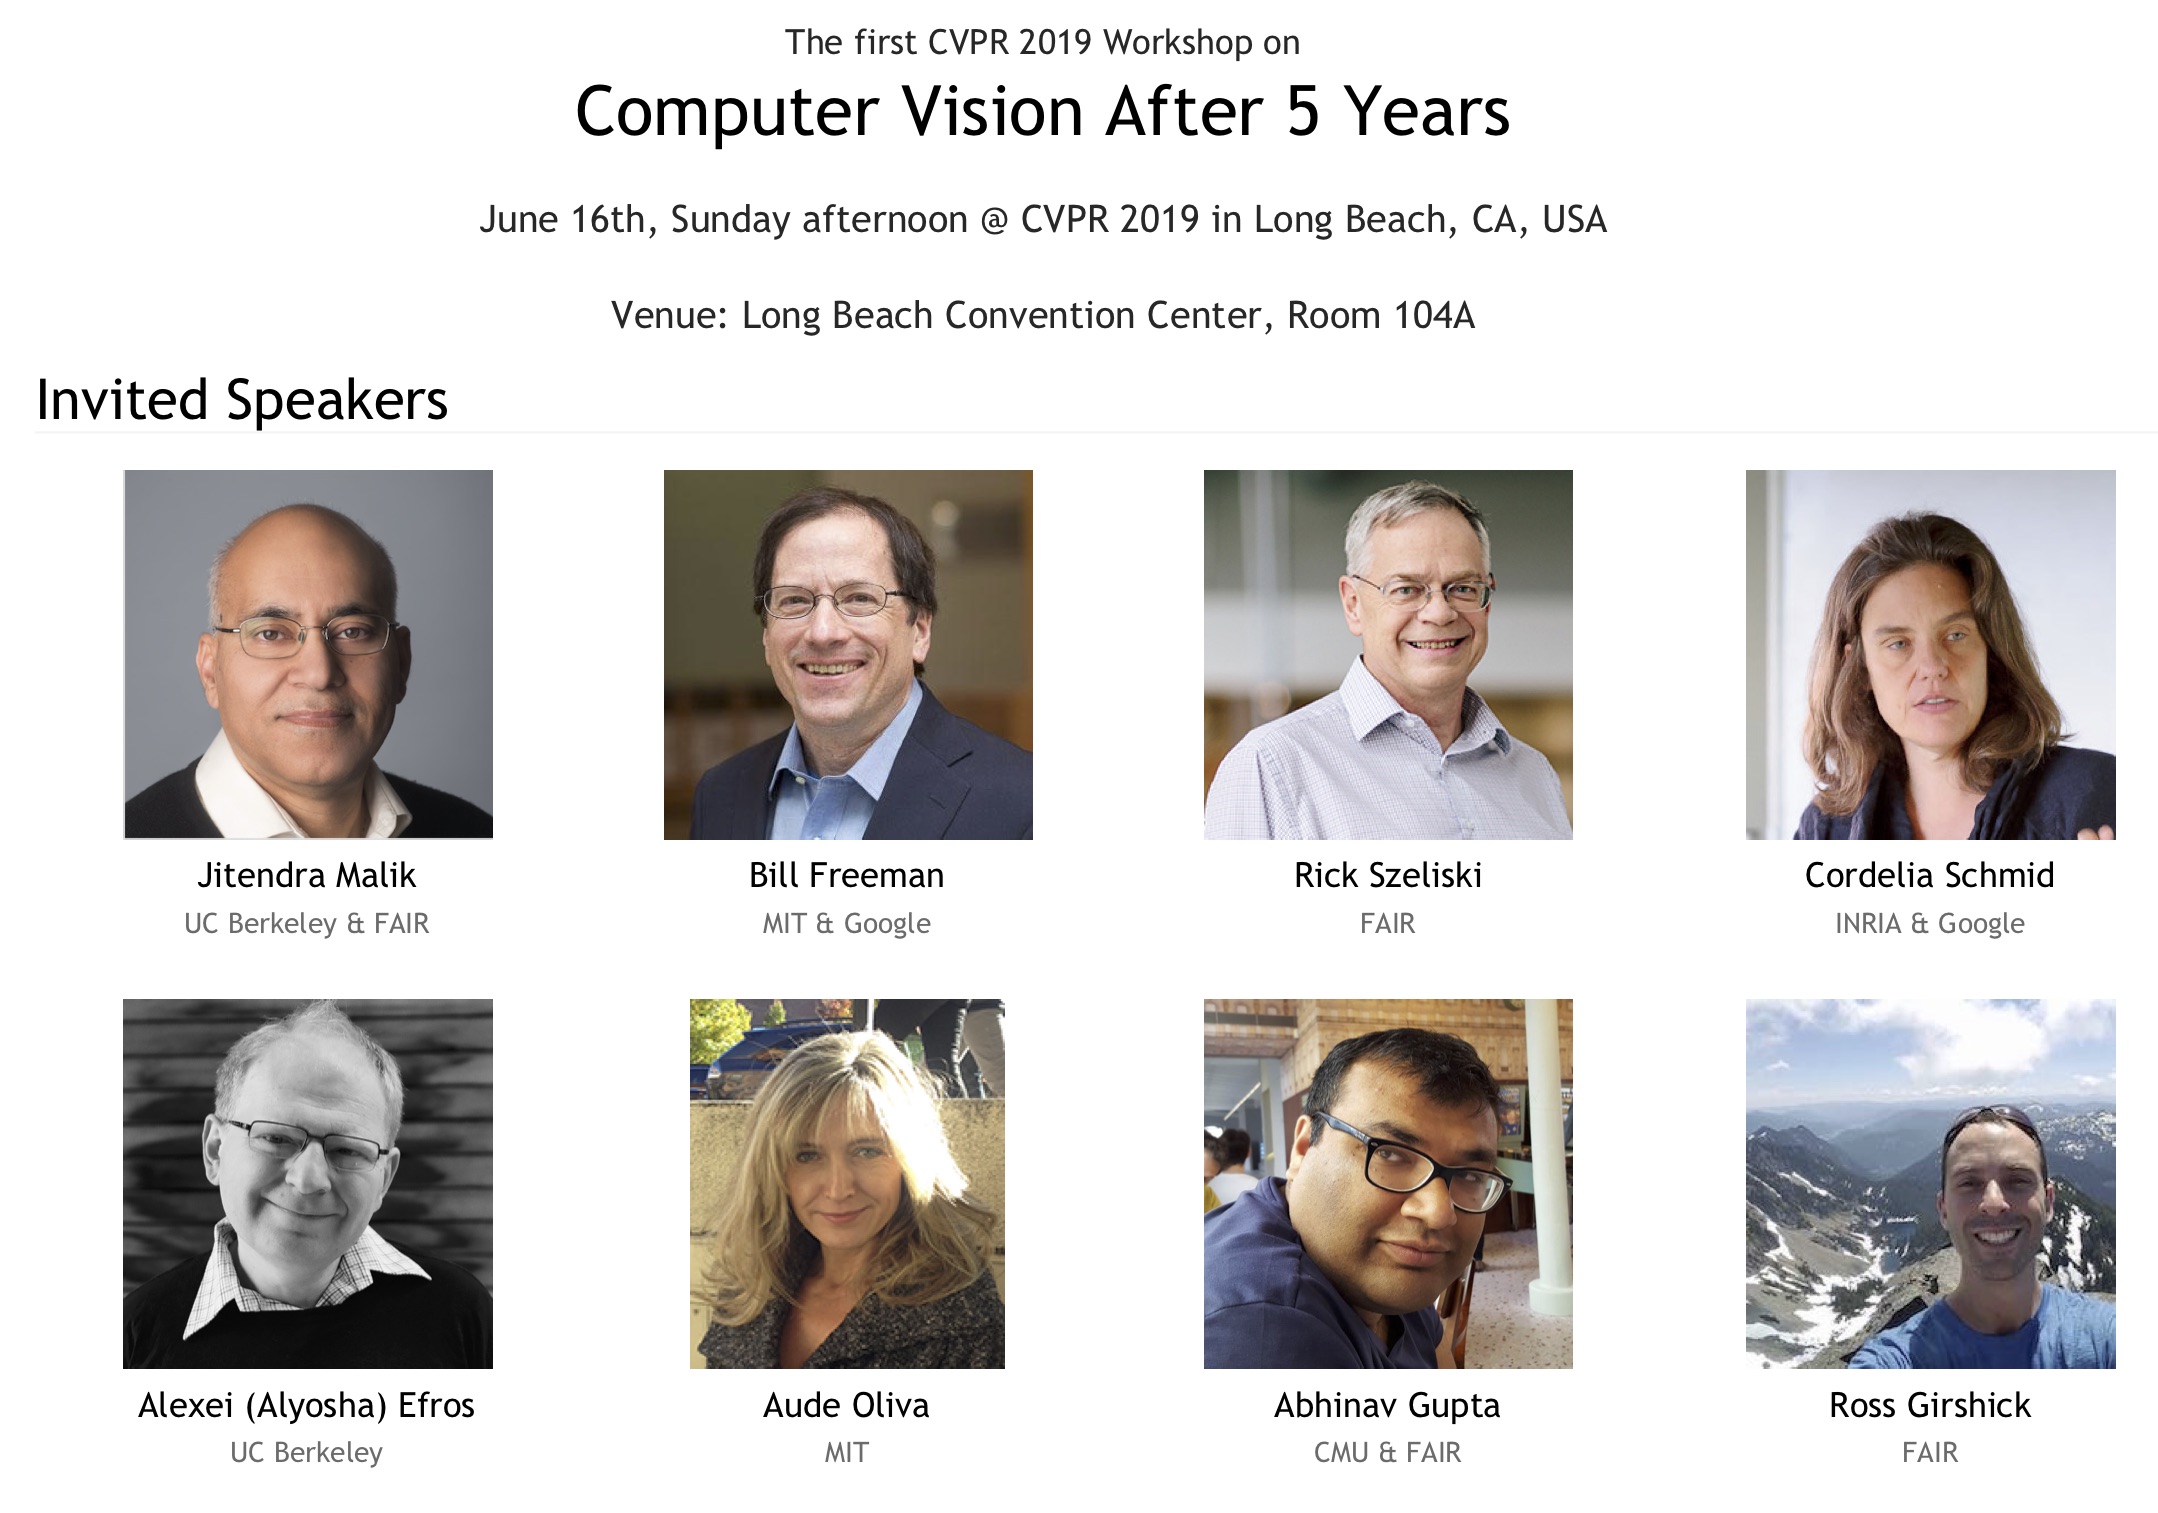 The first CVPR 2019 Workshop on
Computer Vision After 5 Years
June 16th, Sunday afternoon @ CVPR 2019 in Long Beach, CA, USA
Venue: Long Beach Convention Center, Room 104A
Invited Speakers
Jitendra Malik
UC Berkeley & FAIR
Bill Freeman
MIT & Google
Rick Szeliski
FAIR
Cordelia Schmid
INRIA & Google
Alexei (Alyosha) Efros
UC Berkeley
Aude Oliva
MIT
Abhinav Gupta
CMU & FAIR
Ross Girshick
FAIR